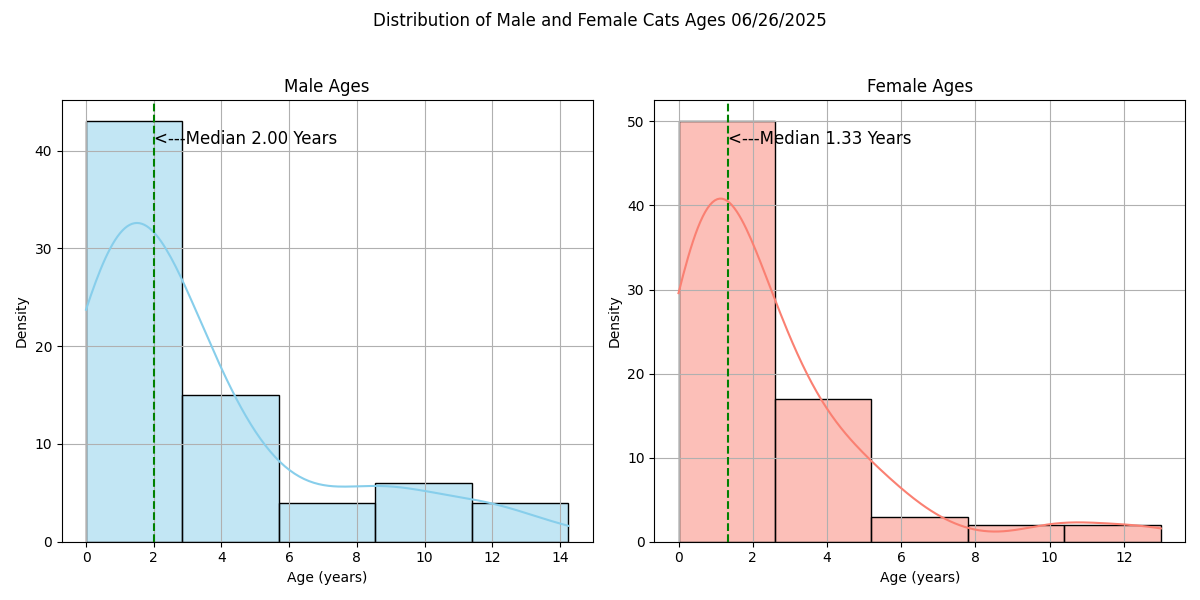 Distribution of Male and Female Cats Ages 06/26/2025
Male Ages
<---Median 2.00 Years
40
30
20
10
0
Density
0 2 4 6 8 10 12 14
Age (years)
Female Ages
<---Median 1.33 Years
50
40
30
20
10
0
Density
0 2 4 6 8 10 12
Age (years)